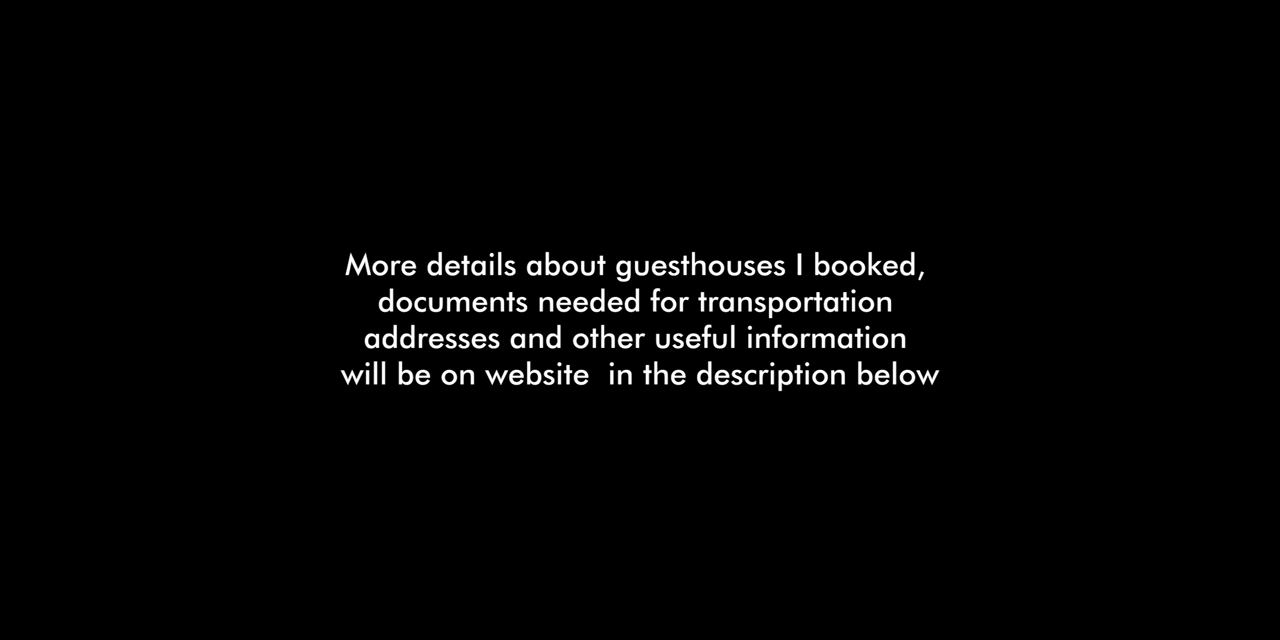 More details about guesthouses I booked,
documents needed for transportation
addresses and other useful information
will be on website  in the description below